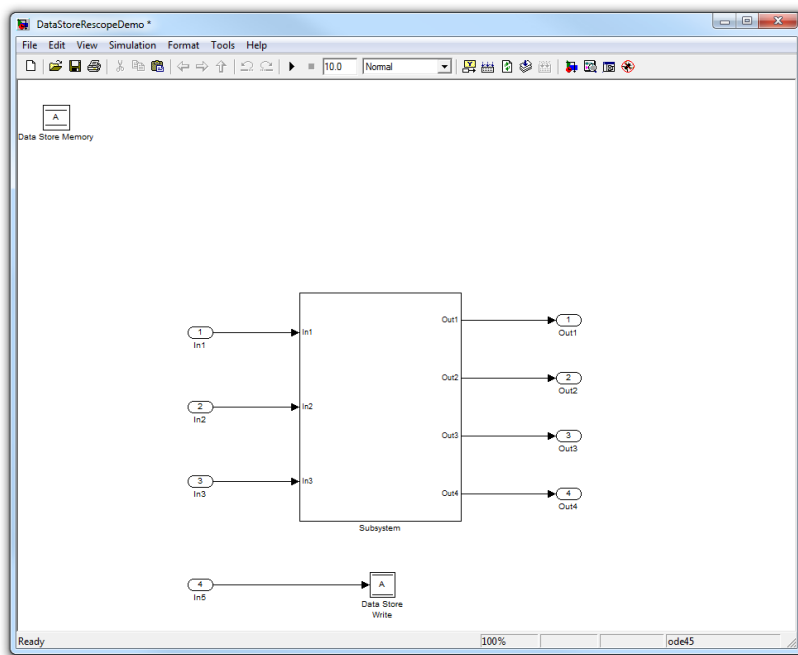 DataStoreRescopeDemo *
File Edit View Simulation Format Tools Help
10.0 Normal
A
Data Store Memory
1
In1
2
In2
3
In3
In1
In2
In3
Out1
Out2
Out3
Out4
Subsystem
1
Out1
2
Out2
3
Out3
4
Out4
4
In5
A
Data Store
Write
Ready 100% ode45